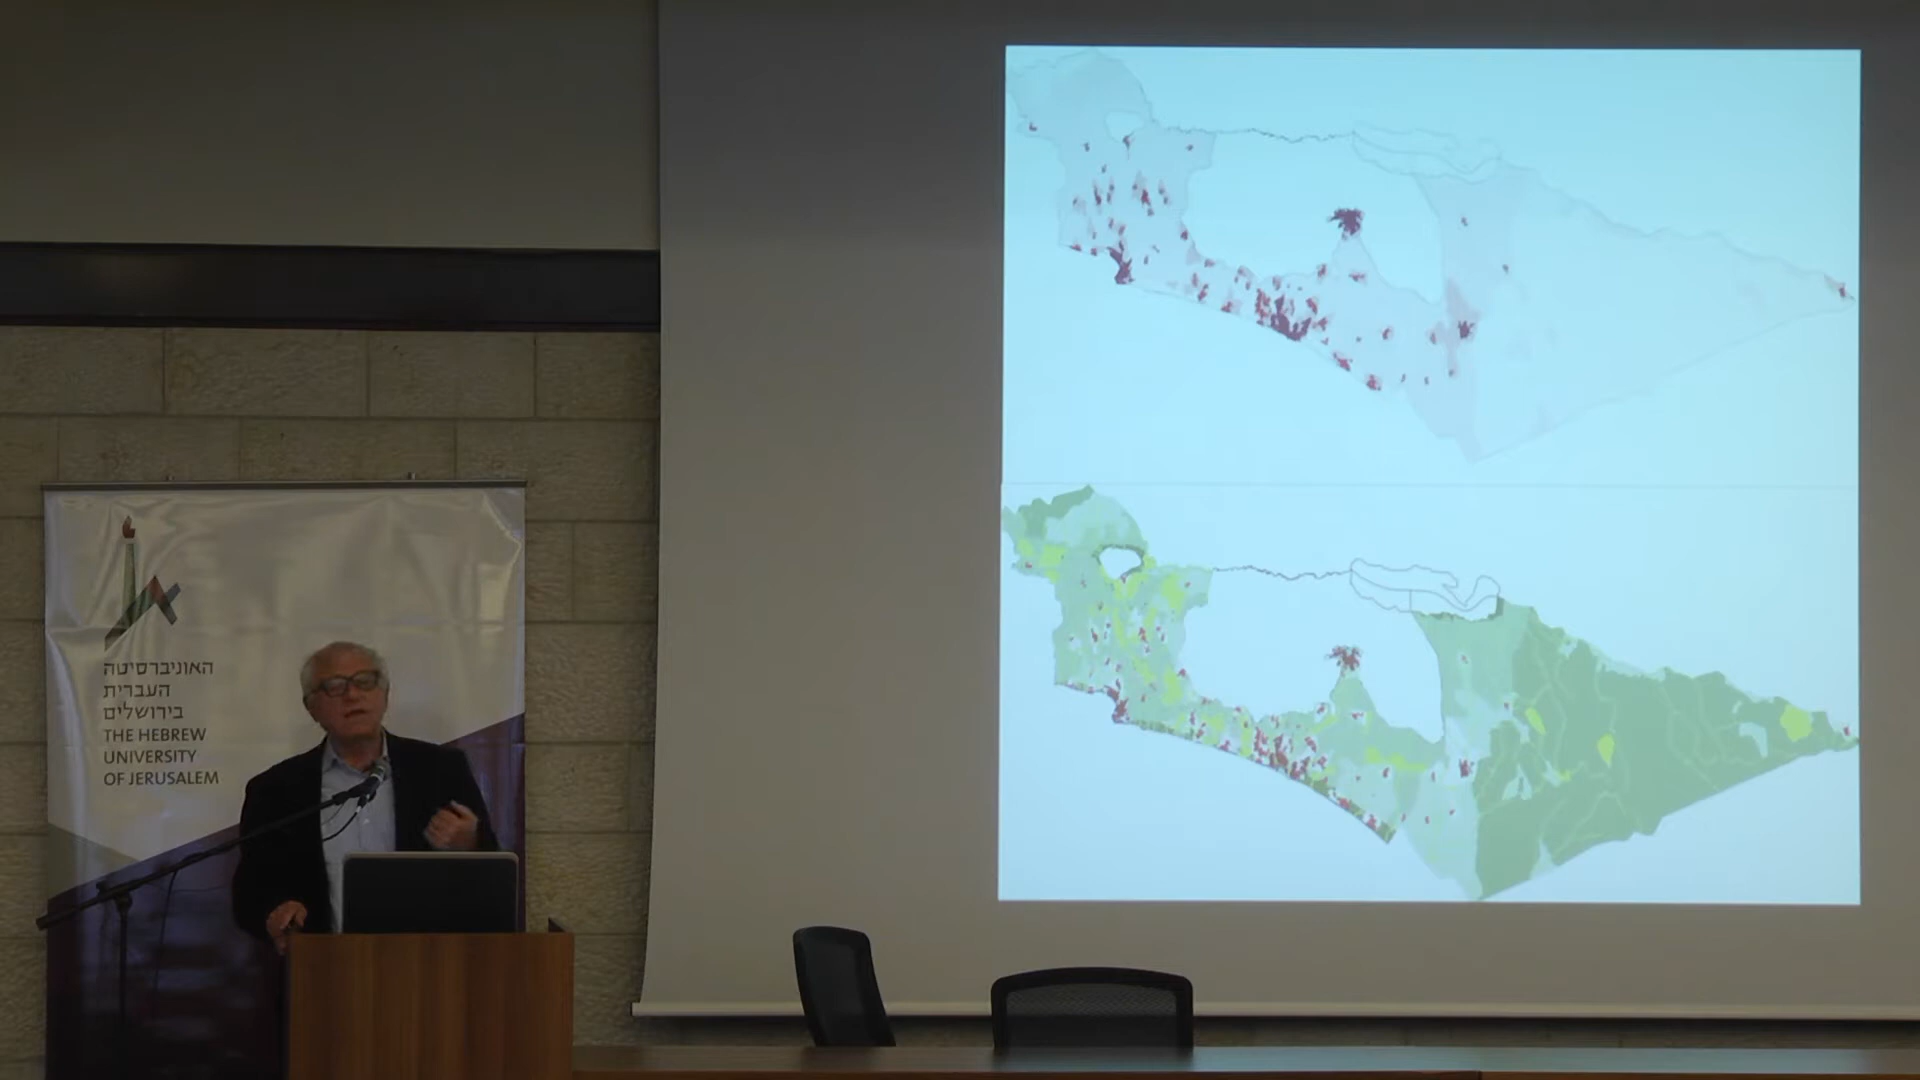 האוניברסיטה
העברית
בירושלים
THE HEBREW
UNIVERSITY
OF JERUSALEM